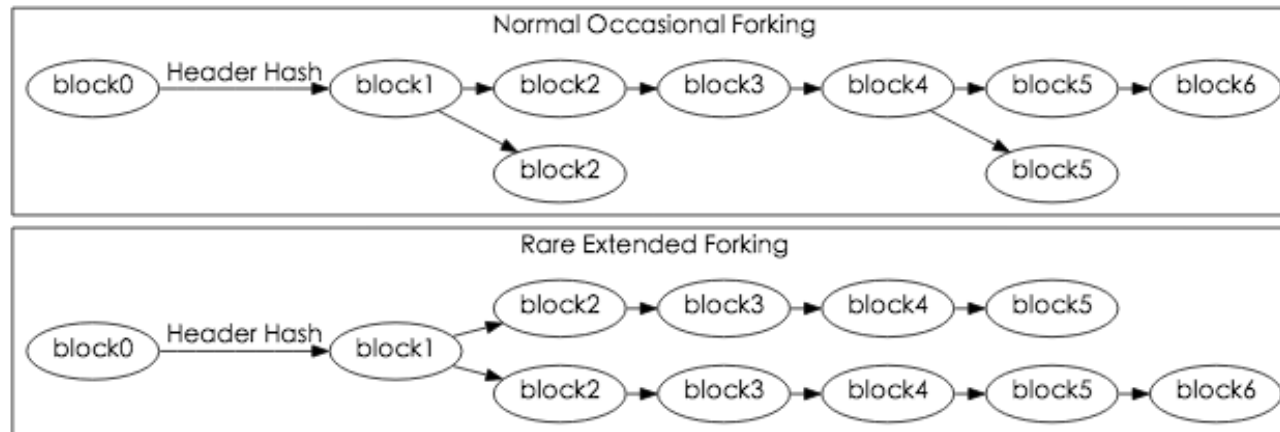 Normal Occasional Forking
block0 Header Hash block1 block2 block3 block4 block5 block6
block2 block5
Rare Extended Forking
block2 block3 block4 block5
block0 Header Hash block1
block2 block3 block4 block5 block6